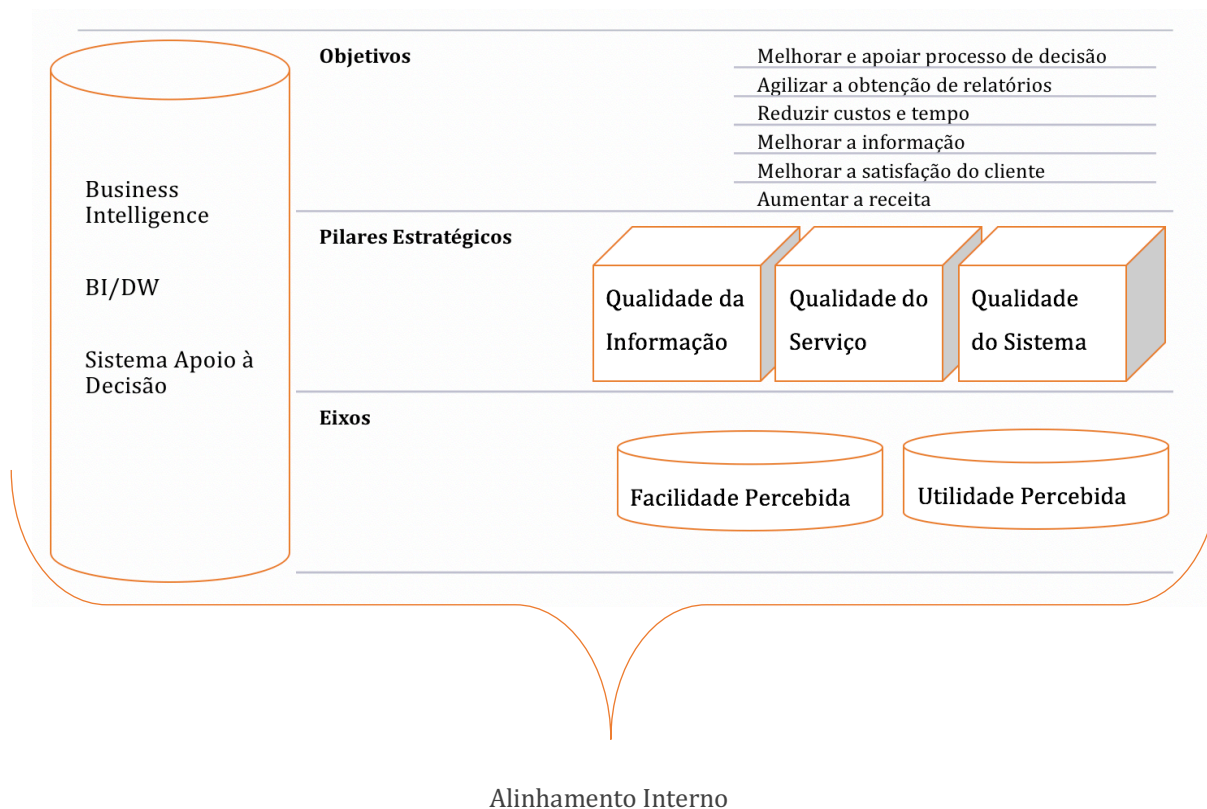 Business
Intelligence
BI/DW
Sistema Apoio à
Decisão
Objetivos
Melhorar e apoiar processo de decisão
Agilizar a obtenção de relatórios
Reduzir custos e tempo
Melhorar a informação
Melhorar a satisfação do cliente
Aumentar a receita
Pilares Estratégicos
Qualidade da
Informação
Qualidade do
Serviço
Qualidade
do Sistema
Eixos
Facilidade Percebida
Utilidade Percebida
Alinhamento Interno